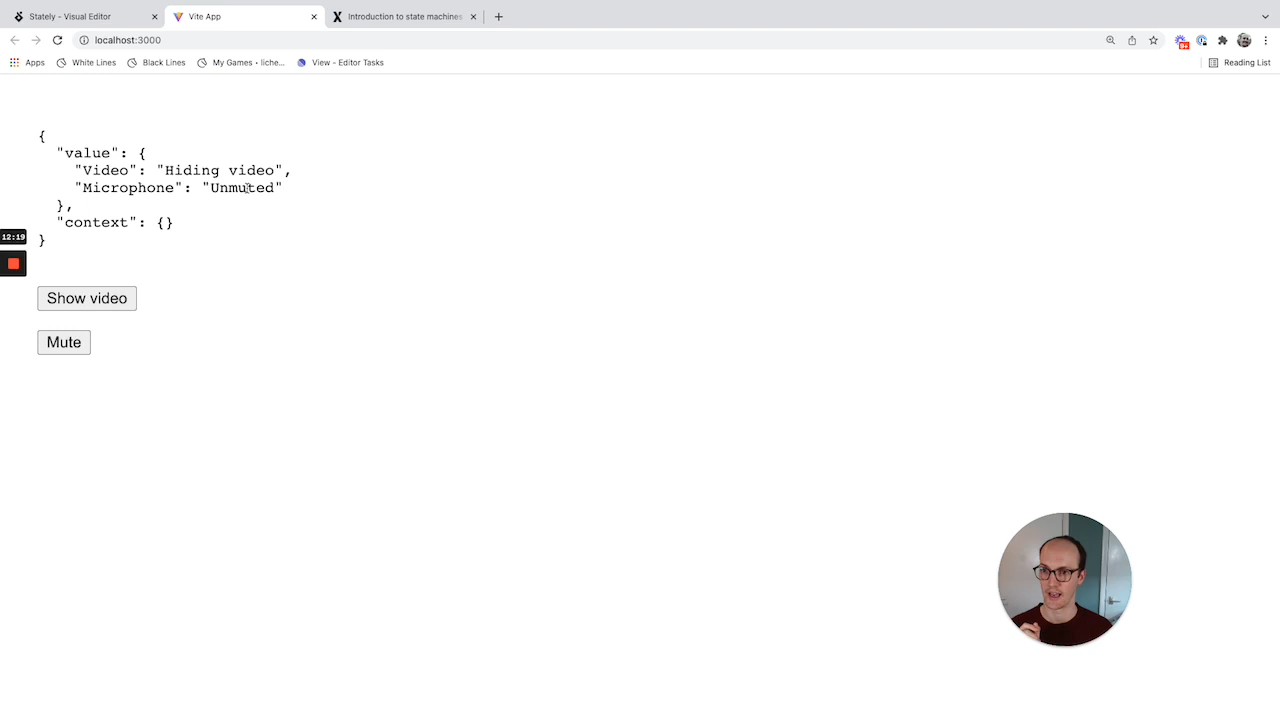 Stately - Visual Editor
Vite App
Introduction to state machines
localhost:3000
9+
Apps
White Lines
Black Lines
My Games • liche...
View - Editor Tasks
Reading List
{
  "value": {
    "Video": "Hiding video",
    "Microphone": "Unmuted"
  },
  "context": {}
}
12:19
Show video
Mute